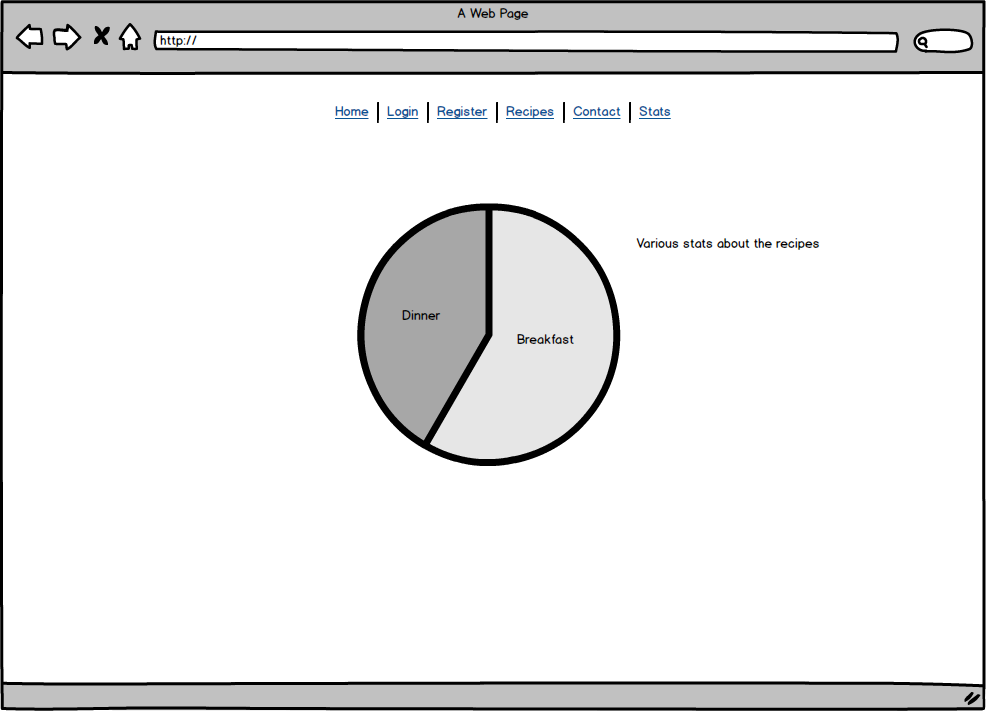 A Web Page
http://
Home Login Register Recipes Contact Stats
Various stats about the recipes
Dinner
Breakfast